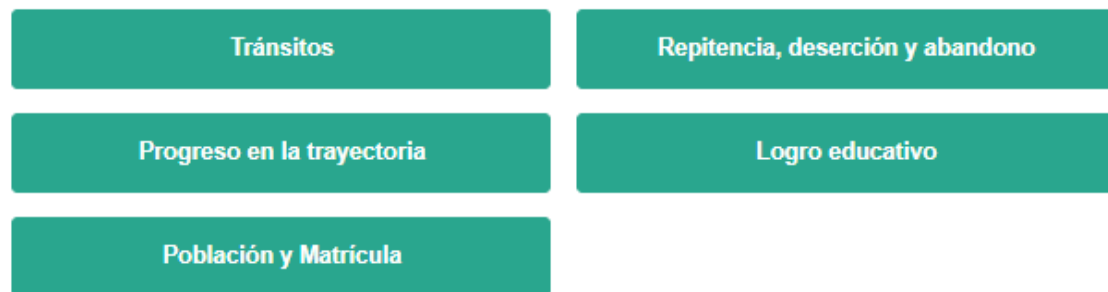 Tránsitos
Repitencia, deserción y abandono
Progreso en la trayectoria
Logro educativo
Población y Matrícula